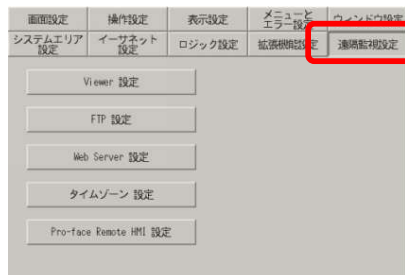 画面設定 操作設定 表示設定 メニューとエラー設定 ウィンドウ設定
システムエリア設定 イーサネット設定 ロジック設定 拡張機能設定 遠隔監視設定
Viewer 設定
FTP 設定
Web Server 設定
タイムゾーン 設定
Pro-face Remote HMI 設定